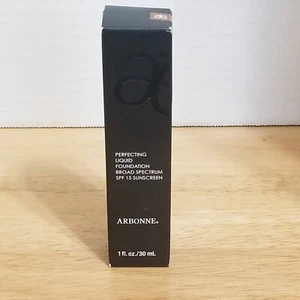 PERFECTING
LIQUID
FOUNDATION
BROAD SPECTRUM
SPF 15 SUNSCREEN
ARBONNE
1 fl. oz./30 mL